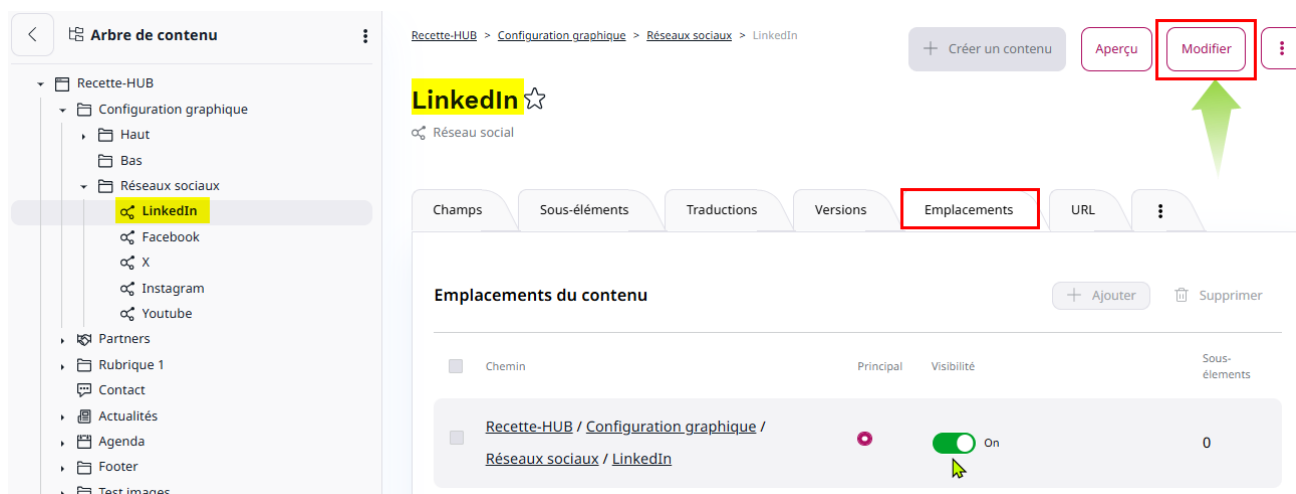 Arbre de contenu
Recette-HUB
Configuration graphique
Haut
Bas
Réseaux sociaux
LinkedIn
Facebook
X
Instagram
Youtube
Partners
Rubrique 1
Contact
Actualités
Agenda
Footer
Test images
Recette-HUB > Configuration graphique > Réseaux sociaux > LinkedIn
+ Créer un contenu
Aperçu
Modifier
LinkedIn
Réseau social
Champs
Sous-éléments
Traductions
Versions
Emplacements
URL
Emplacements du contenu
+ Ajouter
Supprimer
Chemin
Principal
Visibilité
Sous-
élements
Recette-HUB / Configuration graphique /
Réseaux sociaux / LinkedIn
On
0